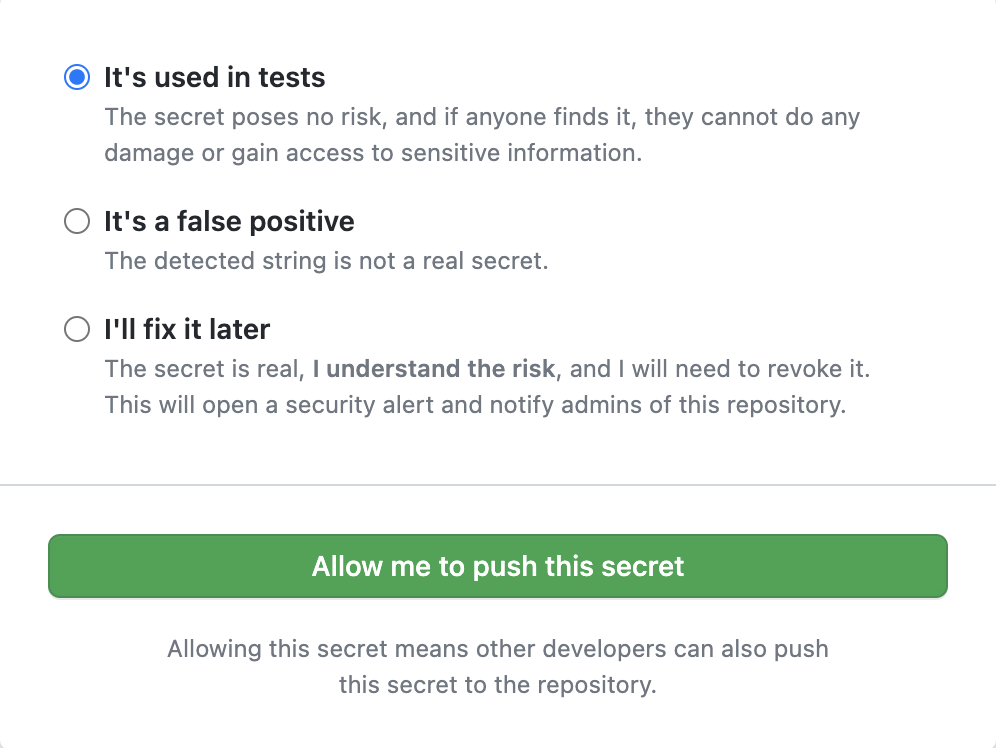 It's used in tests
The secret poses no risk, and if anyone finds it, they cannot do any
damage or gain access to sensitive information.
It's a false positive
The detected string is not a real secret.
I'll fix it later
The secret is real, I understand the risk, and I will need to revoke it.
This will open a security alert and notify admins of this repository.
Allow me to push this secret
Allowing this secret means other developers can also push
this secret to the repository.